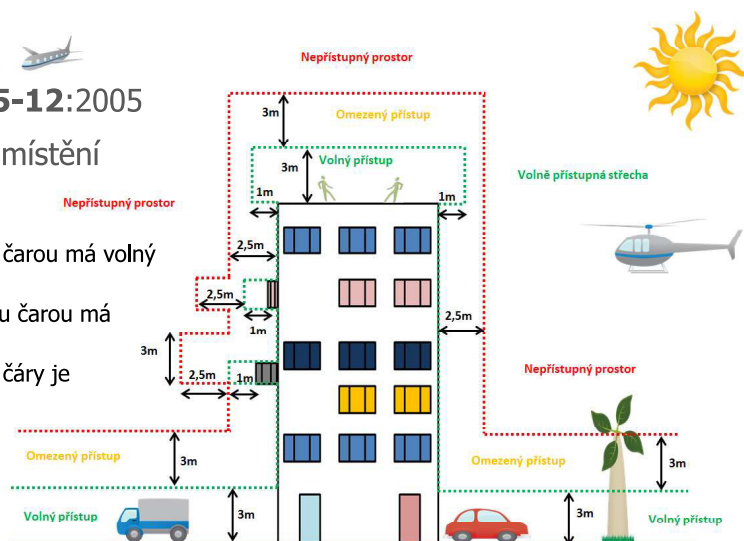 Nepřístupný prostor
5-12:2005
3m
Omezený přístup
místění
3m
Volný přístup
Volně přístupná střecha
1m
1m
Nepřístupný prostor
čarou má volný
2,5m
2,5m
u čarou má
1m
2,5m
3m
čáry je
2,5m
1m
Nepřístupný prostor
Omezený přístup
3m
Omezený přístup
3m
Volný přístup
3m
3m
Volný přístup